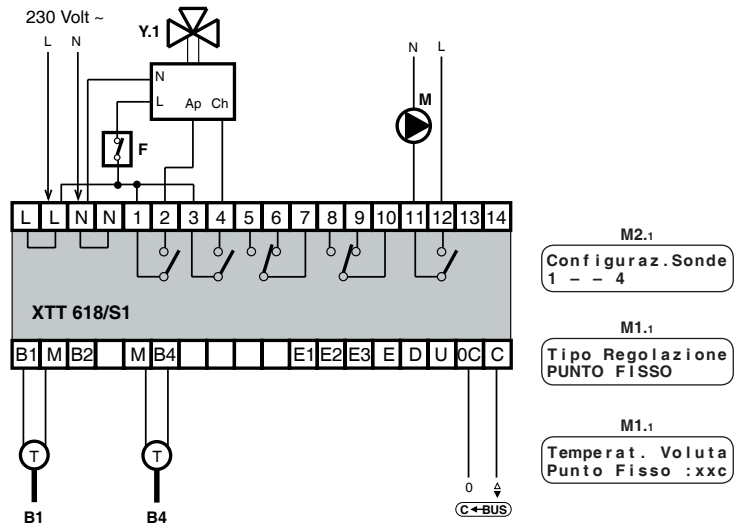 230 Volt ~
Y.1
L N
N
L
Ap Ch
F
N L
M
L L N N 1 2 3 4 5 6 7 8 9 10 11 12 13 14
XTT 618/S1
B1 M B2 M B4 E1 E2 E3 E D U 0C C
T T
B1 B4
0
C BUS
M2.1
Configuraz.Sonde
1 – – 4
M1.1
Tipo Regolazione
PUNTO FISSO
M1.1
Temperat. Voluta
Punto Fisso :xxc